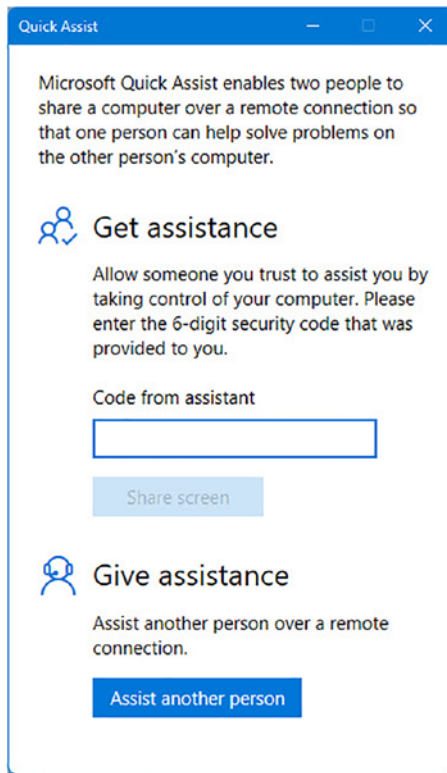 Quick Assist
Microsoft Quick Assist enables two people to
share a computer over a remote connection so
that one person can help solve problems on
the other person's computer.
Get assistance
Allow someone you trust to assist you by
taking control of your computer. Please
enter the 6-digit security code that was
provided to you.
Code from assistant
Share screen
Give assistance
Assist another person over a remote
connection.
Assist another person